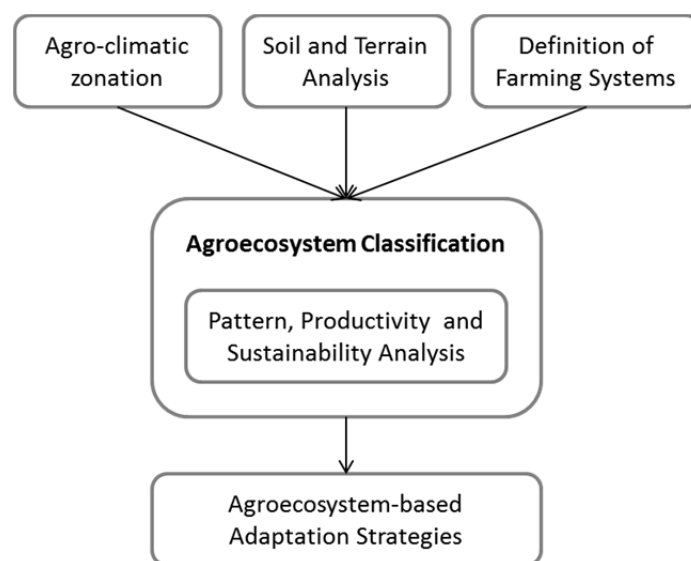 Agro-climatic
zonation
Soil and Terrain
Analysis
Definition of
Farming Systems
Agroecosystem Classification
Pattern, Productivity and
Sustainability Analysis
Agroecosystem-based
Adaptation Strategies